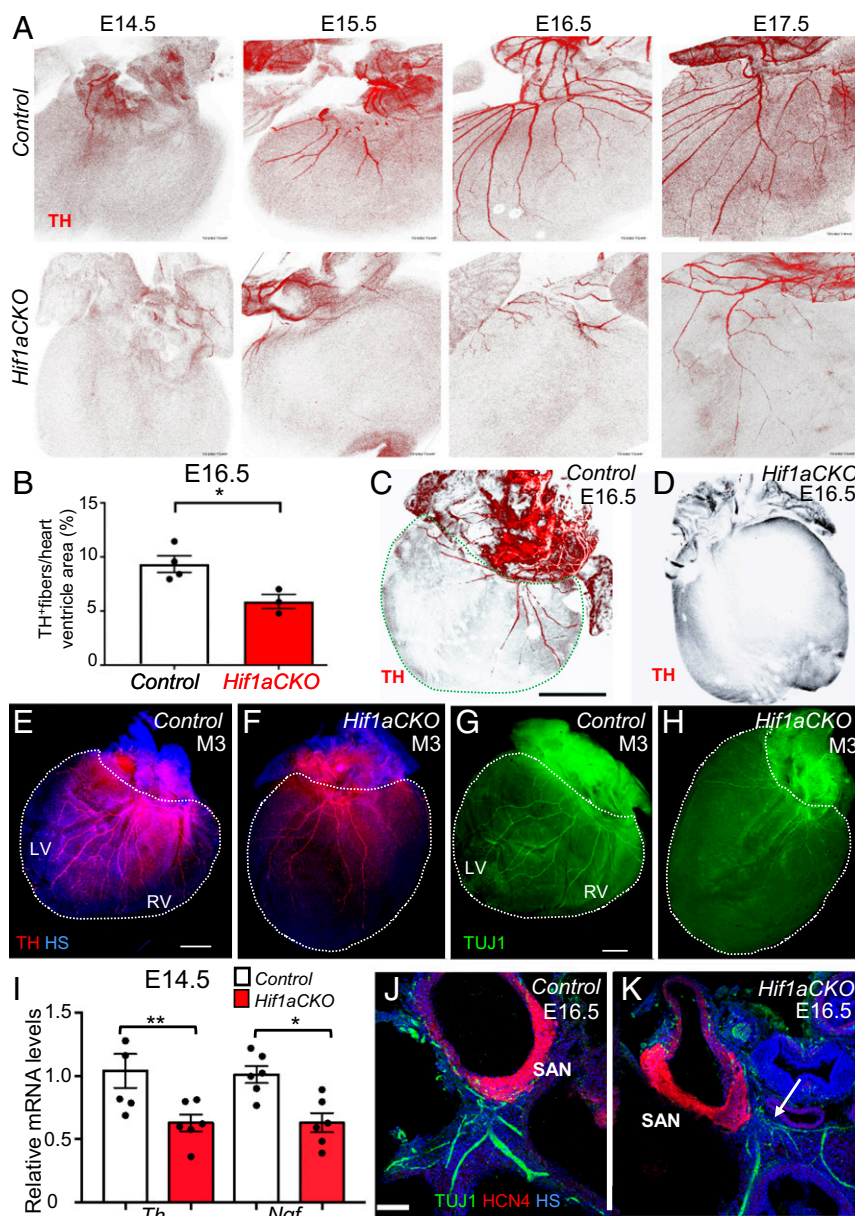 A
E14.5
E15.5
E16.5
E17.5
Control
TH
Hif1aCKO
B
E16.5
*
15
10
5
0
TH+fibers/heart
ventricle area (%)
Control
Hif1aCKO
C
Control
E16.5
TH
D
Hif1aCKO
E16.5
TH
E
Control
M3
LV
RV
TH HS
F
Hif1aCKO
M3
G
Control
M3
LV
RV
TUJ1
H
Hif1aCKO
M3
I
E14.5
Control
Hif1aCKO
**
*
1.5
1.0
0.5
0
Relative mRNA levels
Th
Ngf
J
Control
E16.5
SAN
TUJ1 HCN4 HS
K
Hif1aCKO
E16.5
SAN